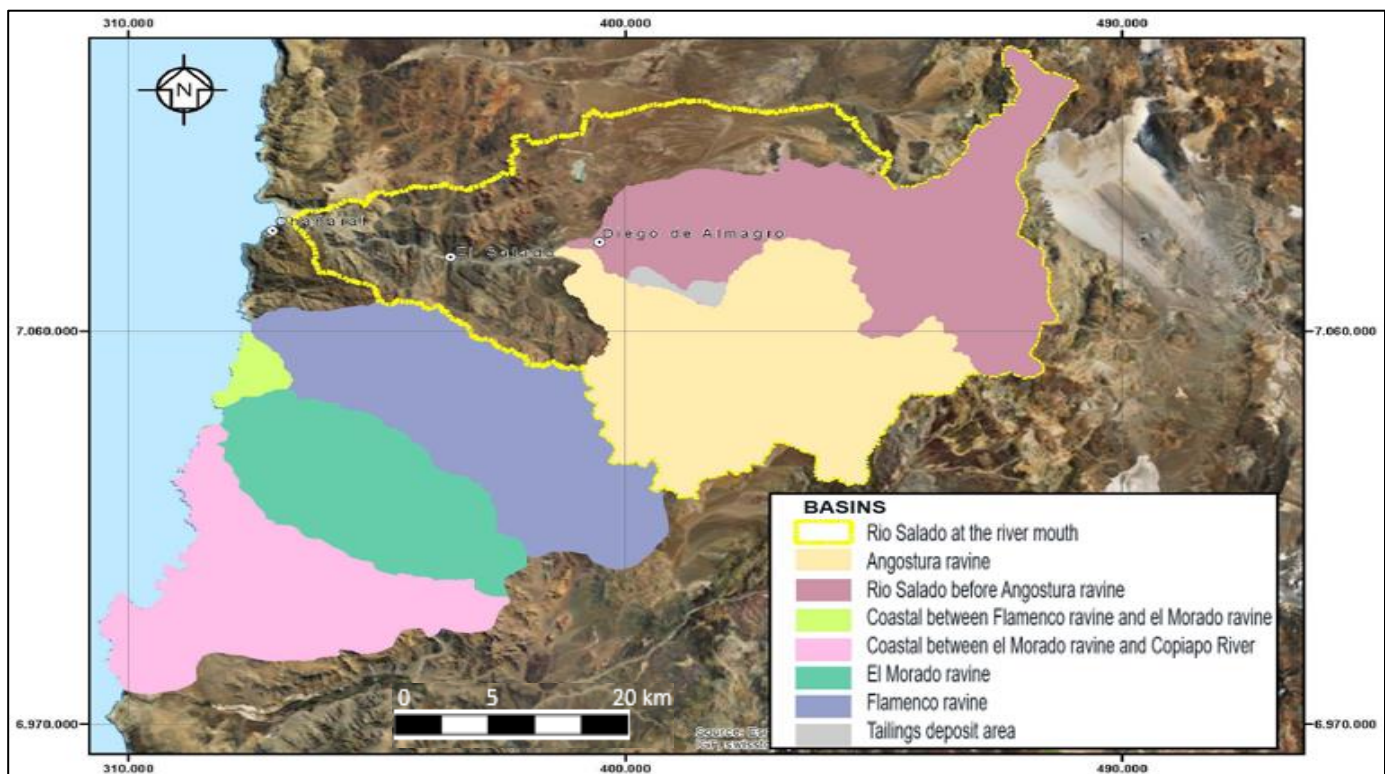 310.000 400.000 490.000
N
Chañaral
Diego de Almagro
El Salado
7.060.000 7.060.000
BASINS
Rio Salado at the river mouth
Angostura ravine
Rio Salado before Angostura ravine
Coastal between Flamenco ravine and el Morado ravine
Coastal between el Morado ravine and Copiapo River
El Morado ravine
Flamenco ravine
Tailings deposit area
0 5 20 km
Source:
6.970.000 6.970.000
310.000 400.000 490.000